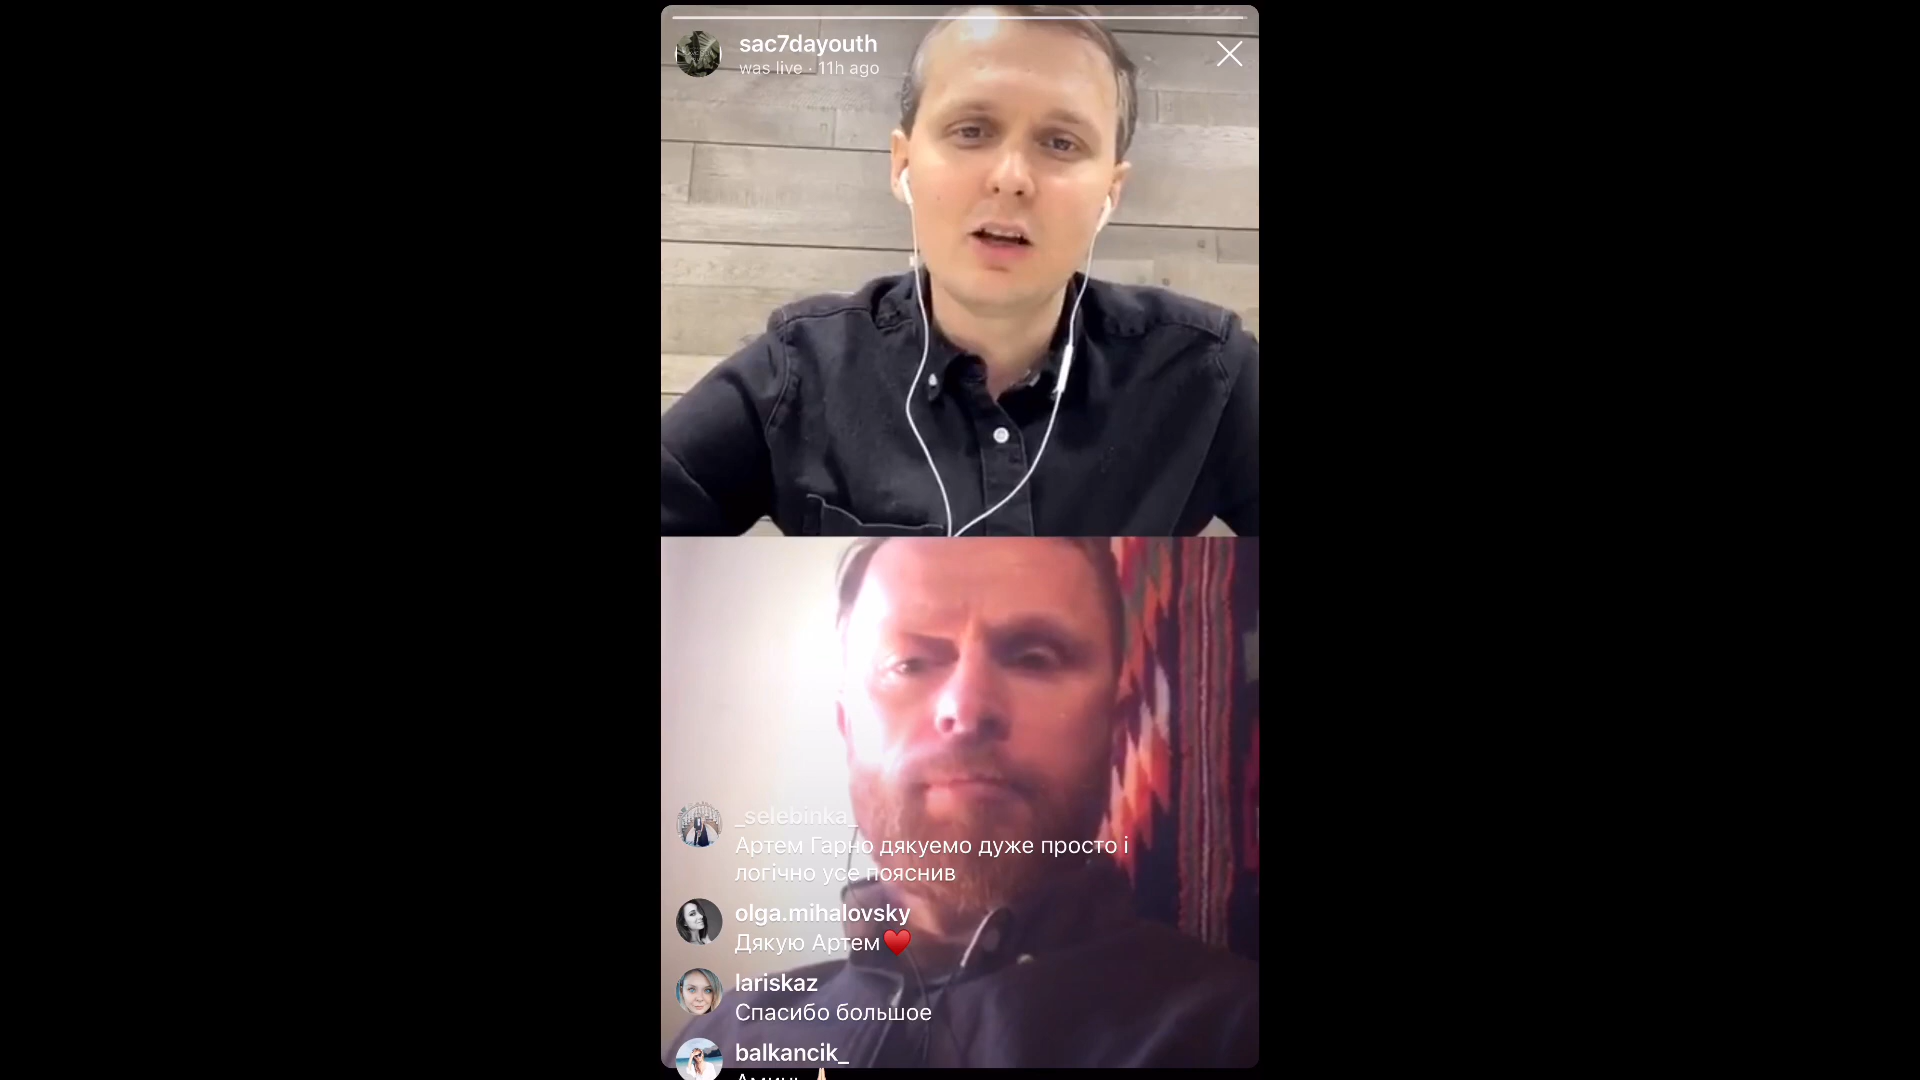 sac7dayouth
was live · 11h ago
_selebinka_
Артем Гарно дякуемо дуже просто і
логічно усе пояснив
olga.mihalovsky
Дякую Артем♥️
lariskaz
Спасибо большое
balkancik_